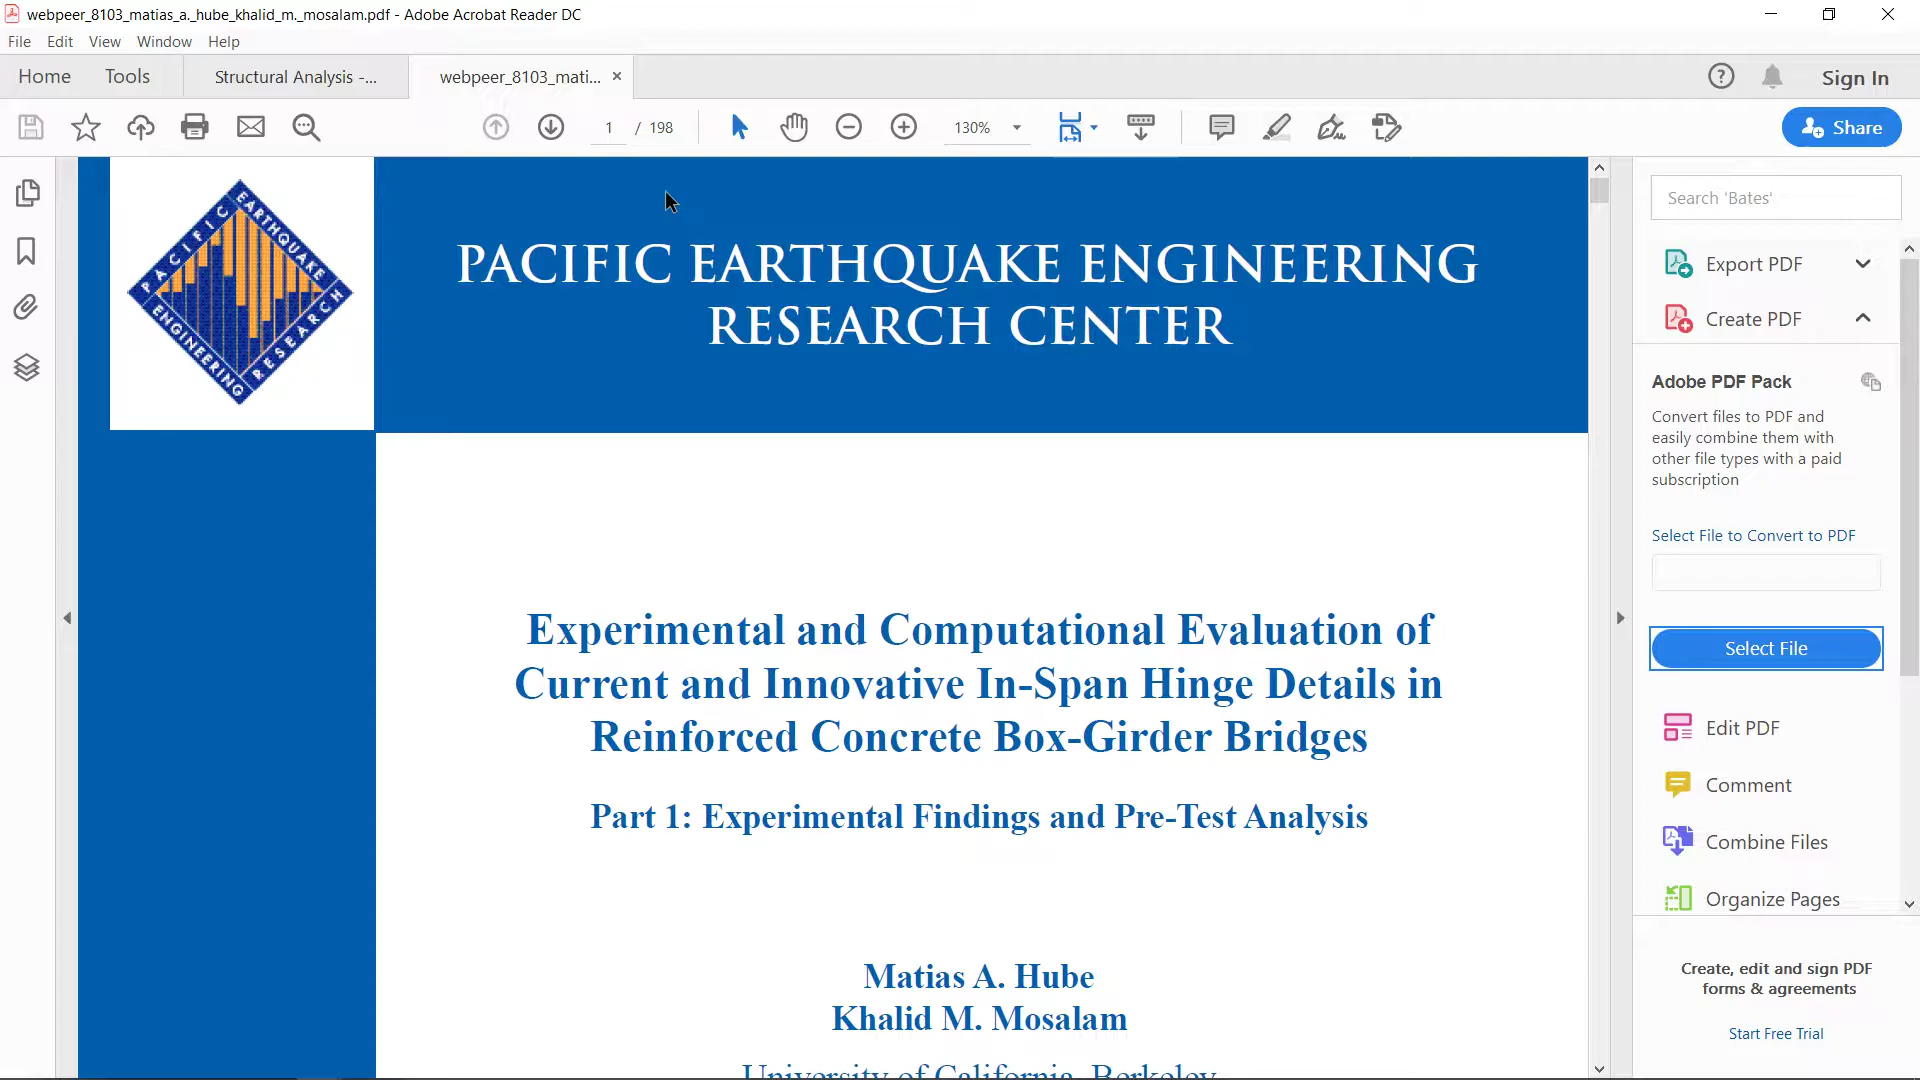 webpeer_8103_matias_a._hube_khalid_m._mosalam.pdf - Adobe Acrobat Reader DC
File Edit View Window Help
Home Tools Structural Analysis -... webpeer_8103_mati... × Sign In
1 / 198 130% Share
PACIFIC EARTHQUAKE ENGINEERING RESEARCH
PACIFIC EARTHQUAKE ENGINEERING
RESEARCH CENTER
Experimental and Computational Evaluation of
Current and Innovative In-Span Hinge Details in
Reinforced Concrete Box-Girder Bridges
Part 1: Experimental Findings and Pre-Test Analysis
Matias A. Hube
Khalid M. Mosalam
University of California, Berkeley
Search 'Bates'
Export PDF
Create PDF
Adobe PDF Pack
Convert files to PDF and
easily combine them with
other file types with a paid
subscription
Select File to Convert to PDF
Select File
Edit PDF
Comment
Combine Files
Organize Pages
Create, edit and sign PDF
forms & agreements
Start Free Trial